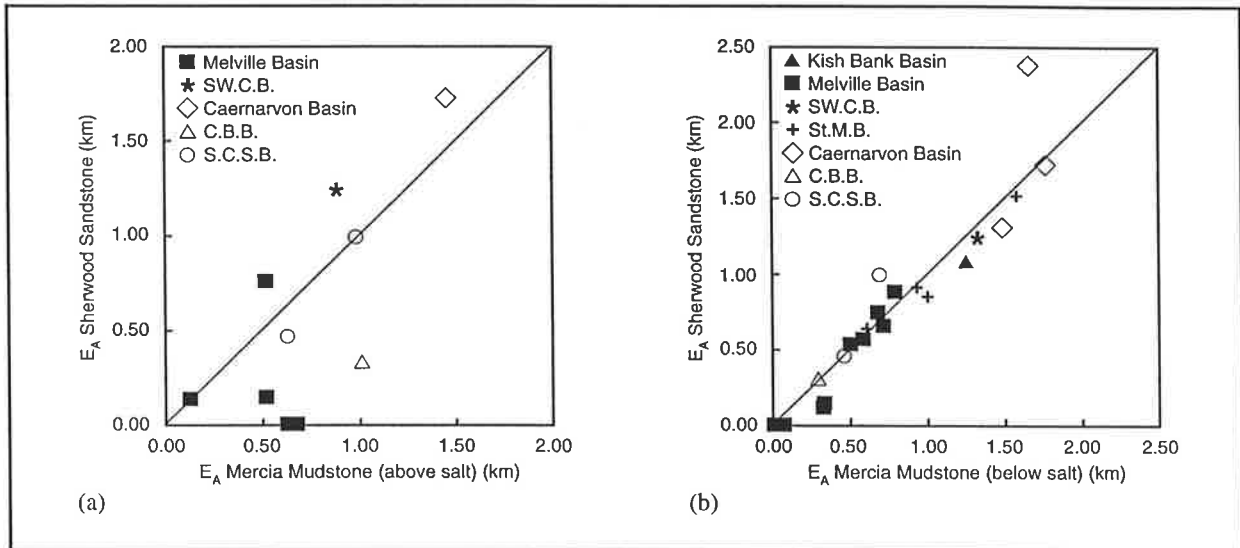 2.00
1.50
1.00
0.50
0.00
E_A Sherwood Sandstone (km)
Melville Basin
SW.C.B.
Caernarvon Basin
C.B.B.
S.C.S.B.
0.00 0.50 1.00 1.50 2.00
E_A Mercia Mudstone (above salt) (km)
(a)
2.50
2.00
1.50
1.00
0.50
0.00
E_A Sherwood Sandstone (km)
Kish Bank Basin
Melville Basin
SW.C.B.
St.M.B.
Caernarvon Basin
C.B.B.
S.C.S.B.
0.00 0.50 1.00 1.50 2.00 2.50
E_A Mercia Mudstone (below salt) (km)
(b)